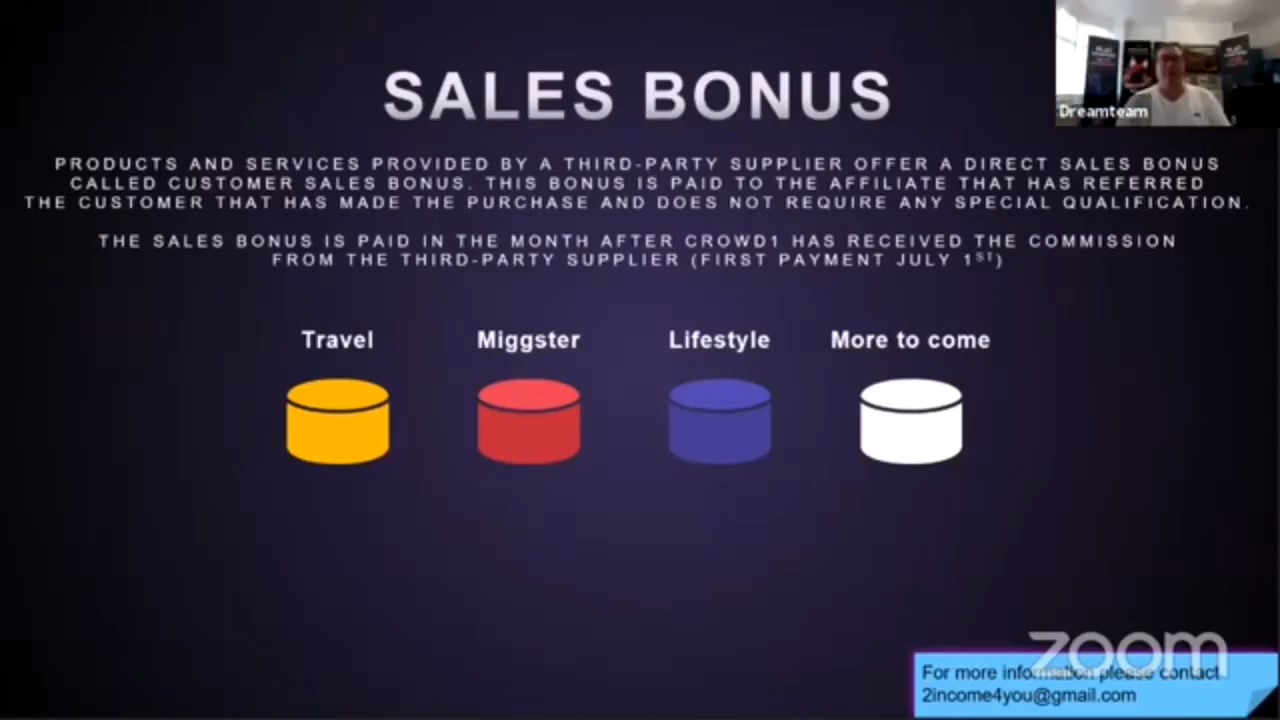 SALES BONUS
Dreamteam
PRODUCTS AND SERVICES PROVIDED BY A THIRD-PARTY SUPPLIER OFFER A DIRECT SALES BONUS
CALLED CUSTOMER SALES BONUS. THIS BONUS IS PAID TO THE AFFILIATE THAT HAS REFERRED
THE CUSTOMER THAT HAS MADE THE PURCHASE AND DOES NOT REQUIRE ANY SPECIAL QUALIFICATION.
THE SALES BONUS IS PAID IN THE MONTH AFTER CROWD1 HAS RECEIVED THE COMMISSION
FROM THE THIRD-PARTY SUPPLIER (FIRST PAYMENT JULY 1ST)
Travel Miggster Lifestyle More to come
zoom
For more information please contact
2income4you@gmail.com